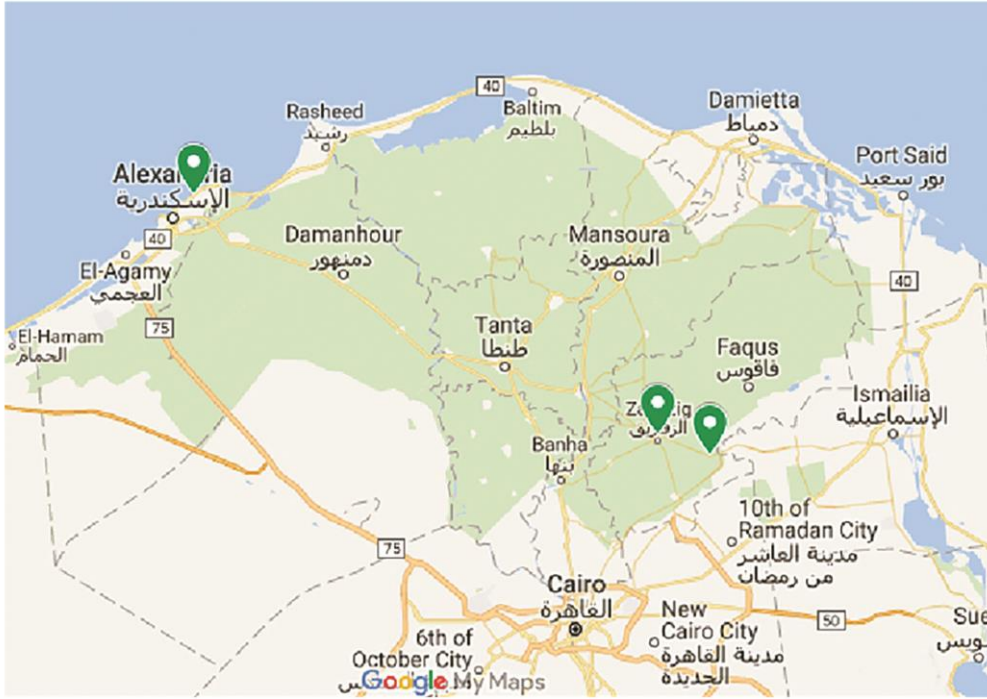 40
Rasheed
رشيد
Baltim
بلطيم
Damietta
دمياط
Port Said
بور سعيد
الإسكندرية
40
El-Agamy
العجمي
Damanhour
دمنهور
Mansoura
المنصورة
40
75
El-Hamam
الحمام
Tanta
طنطا
Faqus
فاقوس
Ismailia
الإسماعيلية
الزقازيق
Banha
بنها
10th of
Ramadan City
مدينة العاشر
من رمضان
75
Cairo
القاهرة
New
Cairo City
مدينة القاهرة
الجديدة
50
6th of
October City
Google My Maps